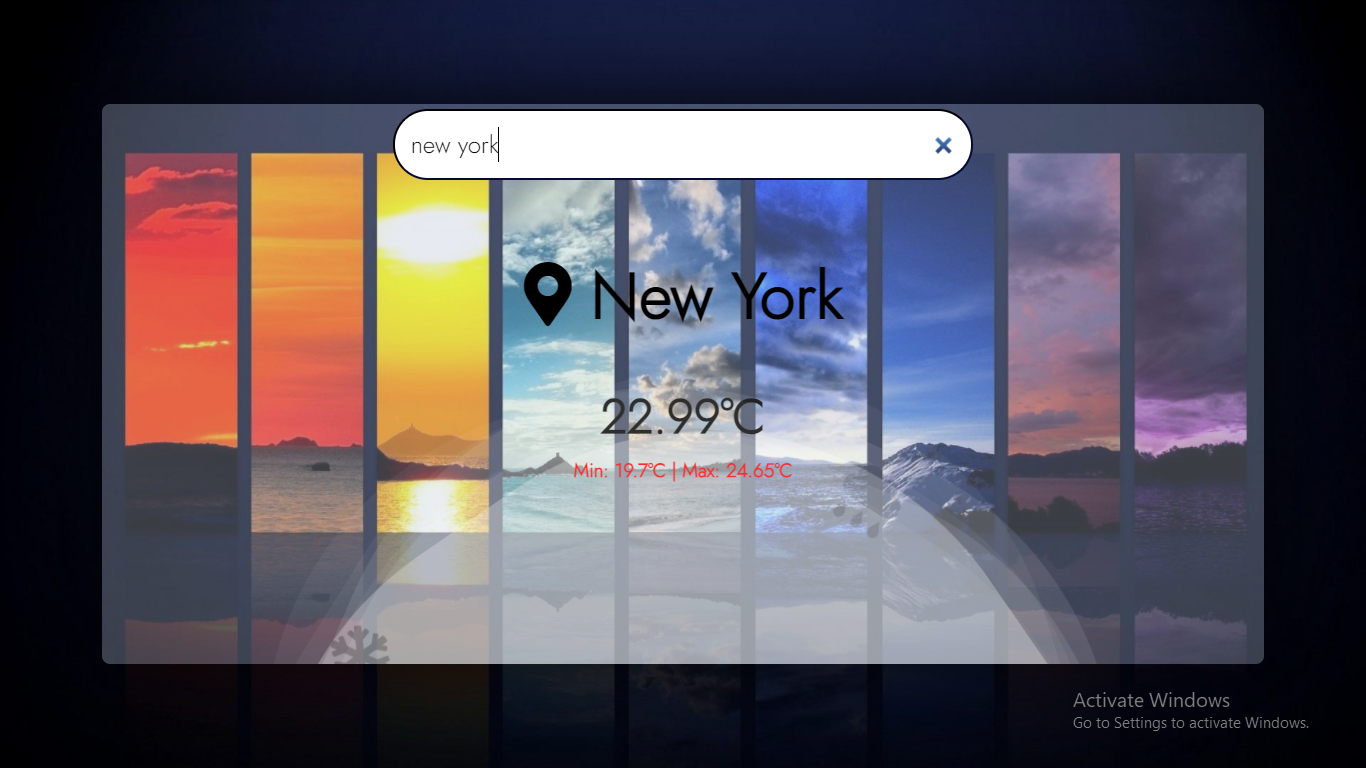 new york
New York
22.99°C
Min: 19.7°C | Max: 24.65°C
Activate Windows
Go to Settings to activate Windows.